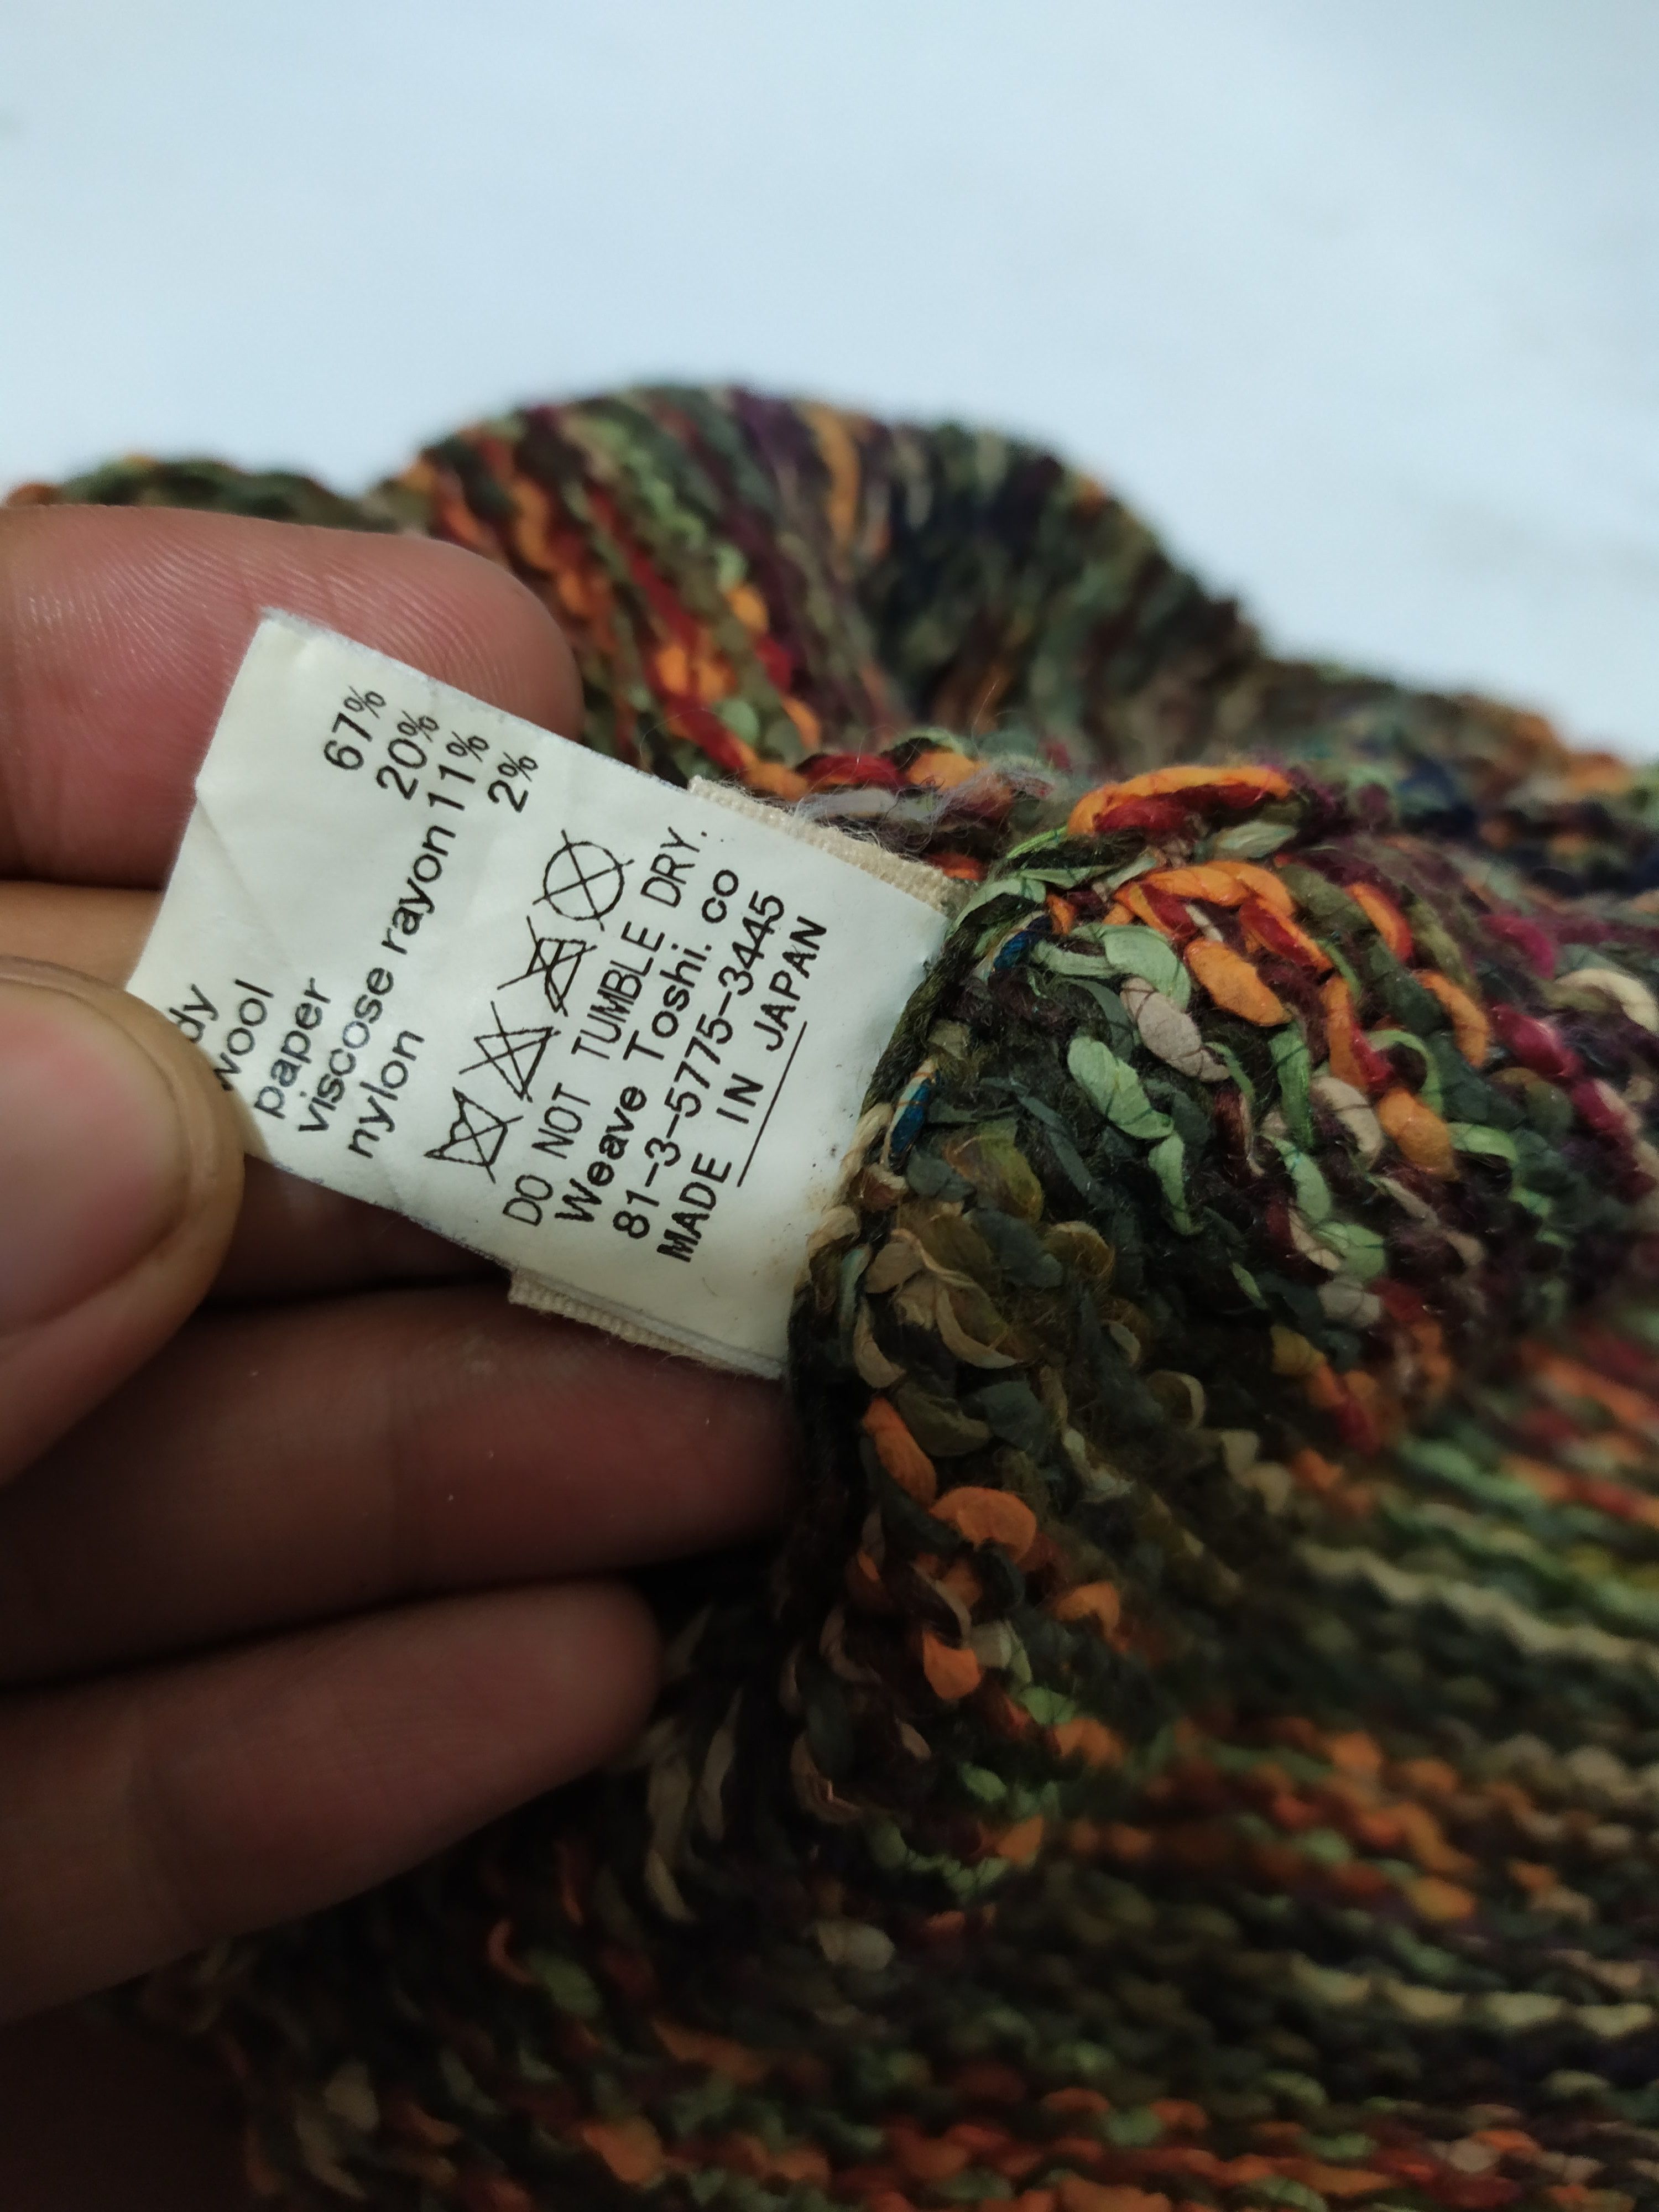 wool 67%
paper 20%
viscose rayon 11%
nylon 2%
DO NOT TUMBLE DRY.
Weave Toshi. co
81-3-5775-3445
MADE IN JAPAN